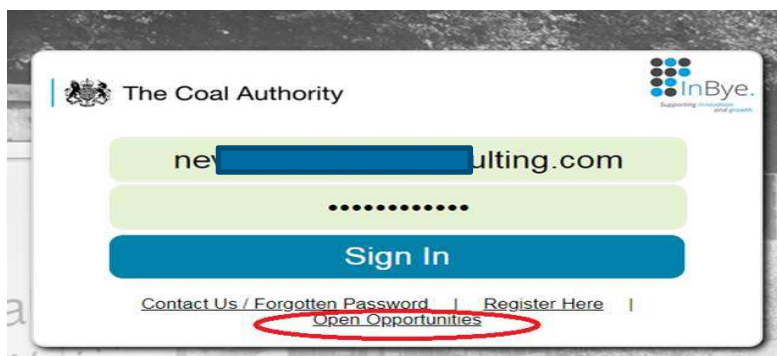 The Coal Authority
InBye.
Supporting innovation
and growth
ulting.com
••••••••••••
Sign In
Contact Us / Forgotten Password | Register Here |
Open Opportunities